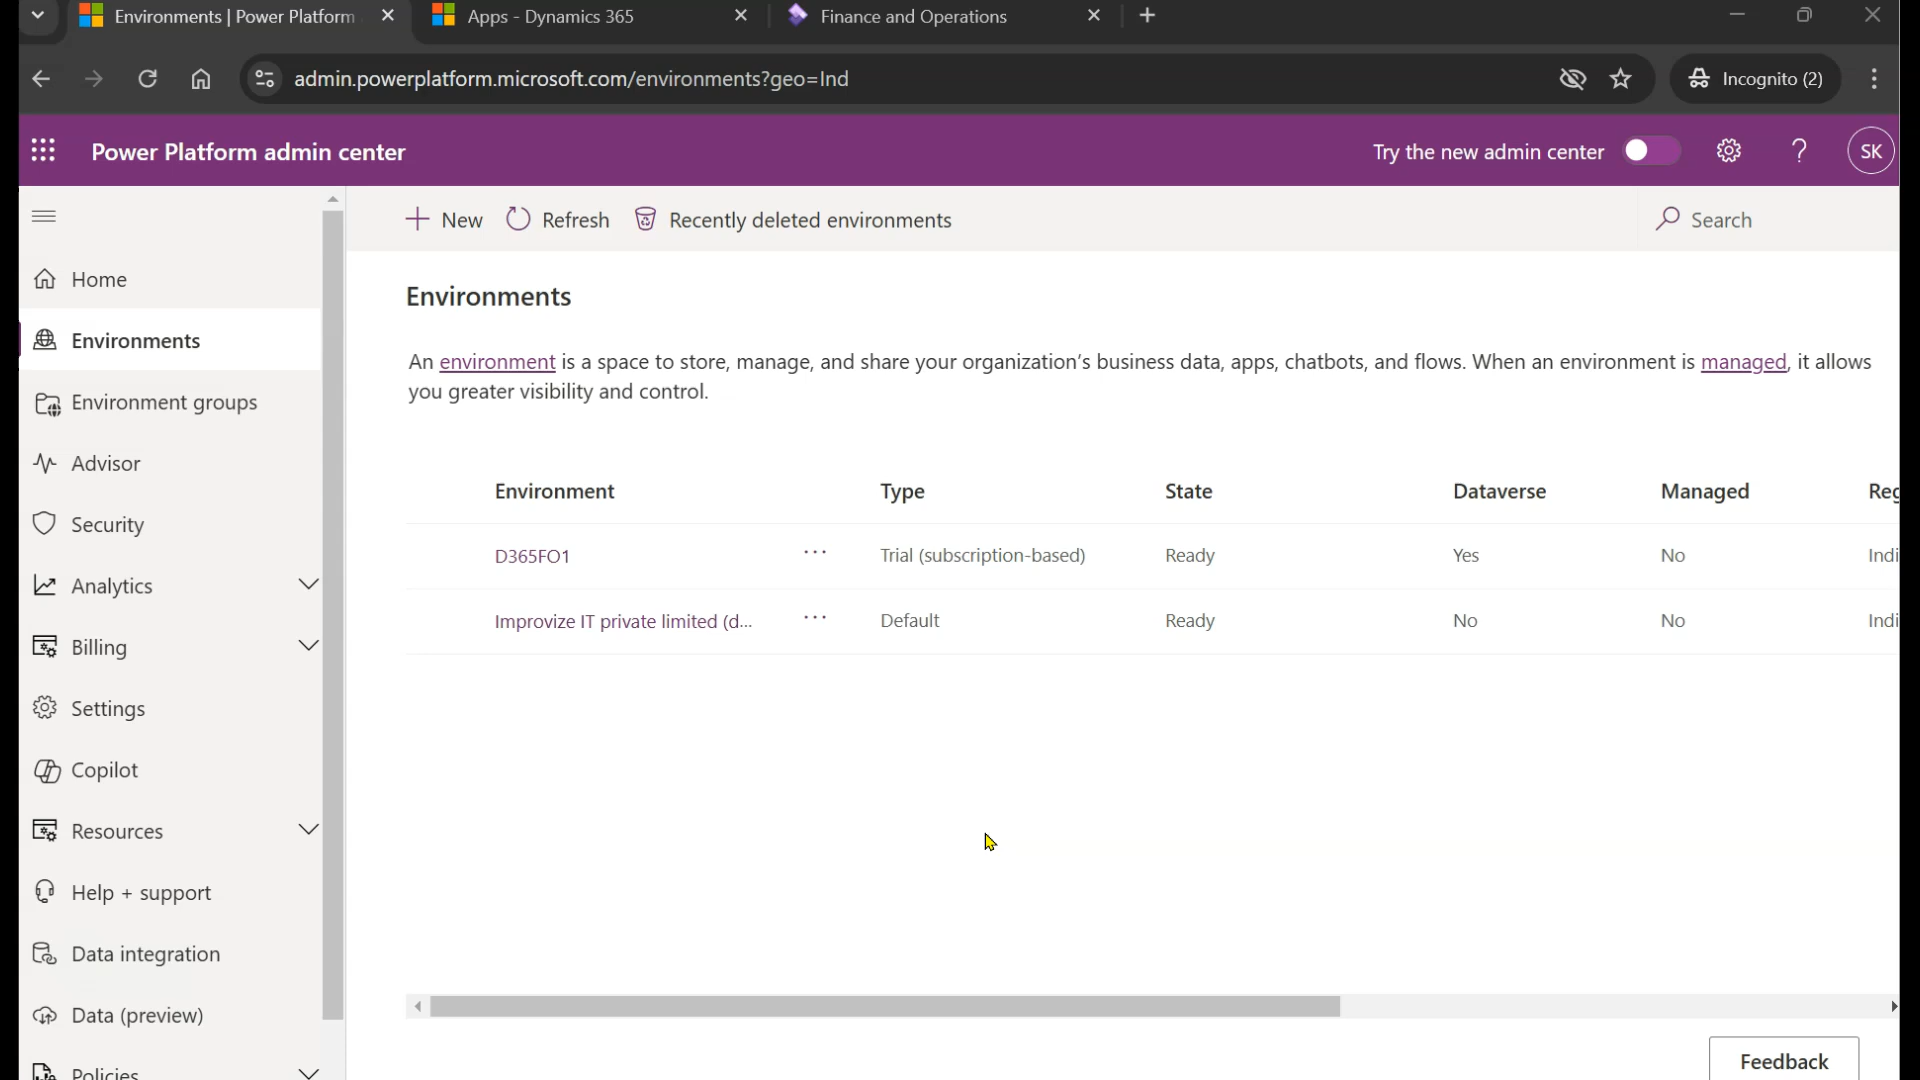 Environments | Power Platform
Apps - Dynamics 365
Finance and Operations
admin.powerplatform.microsoft.com/environments?geo=Ind
Incognito (2)
Power Platform admin center
Try the new admin center
?
SK
New
Refresh
Recently deleted environments
Search
Home
Environments
Environment groups
Advisor
Security
Analytics
Billing
Settings
Copilot
Resources
Help + support
Data integration
Data (preview)
Policies
Environments
An environment is a space to store, manage, and share your organization's business data, apps, chatbots, and flows. When an environment is managed, it allows
you greater visibility and control.
Environment Type State Dataverse Managed Reg
D365FO1 ... Trial (subscription-based) Ready Yes No Indi
Improvize IT private limited (d... ... Default Ready No No Indi
Feedback